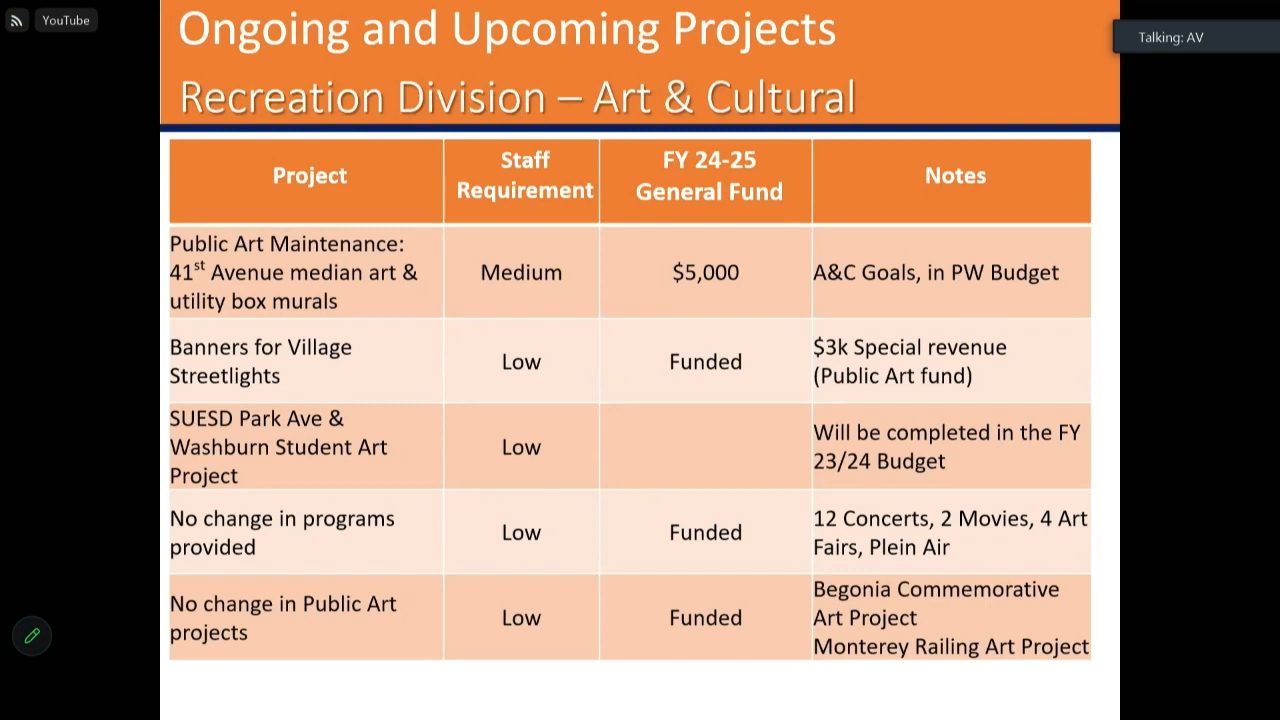 YouTube
Talking: AV
Ongoing and Upcoming Projects
Recreation Division – Art & Cultural
Project
Staff
Requirement
FY 24-25
General Fund
Notes
Public Art Maintenance:
41st Avenue median art &
utility box murals
Medium
$5,000
A&C Goals, in PW Budget
Banners for Village
Streetlights
Low
Funded
$3k Special revenue
(Public Art fund)
SUESD Park Ave &
Washburn Student Art
Project
Low
Will be completed in the FY
23/24 Budget
No change in programs
provided
Low
Funded
12 Concerts, 2 Movies, 4 Art
Fairs, Plein Air
No change in Public Art
projects
Low
Funded
Begonia Commemorative
Art Project
Monterey Railing Art Project